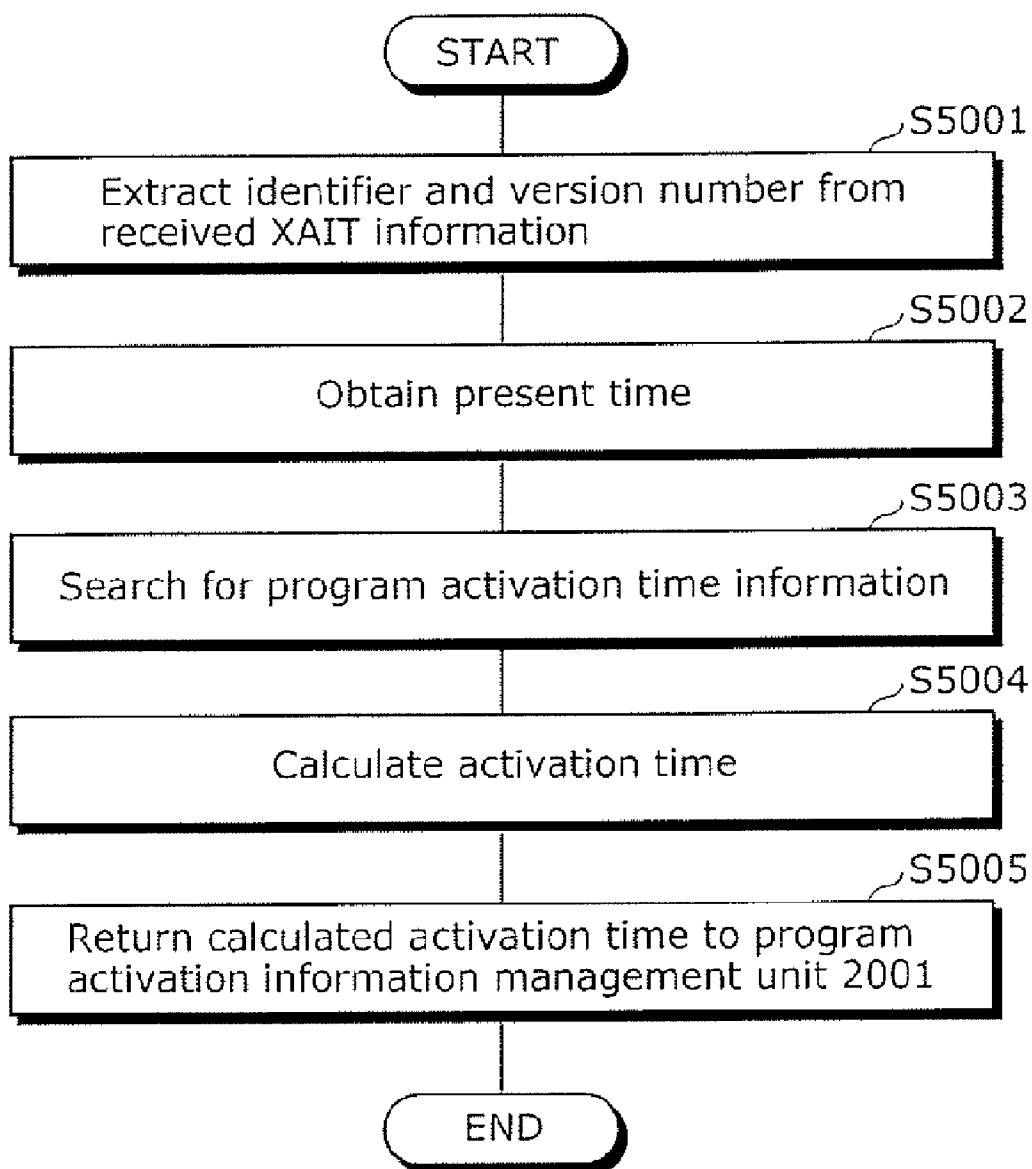 START
S5001
Extract identifier and version number from
received XAIT information
S5002
Obtain present time
S5003
Search for program activation time information
S5004
Calculate activation time
S5005
Return calculated activation time to program
activation information management unit 2001
END